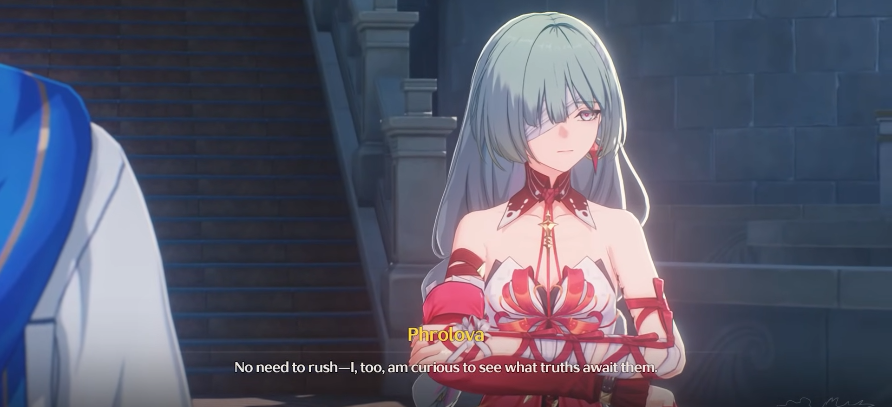 Phrolova
No need to rush—I, too, am curious to see what truths await them.